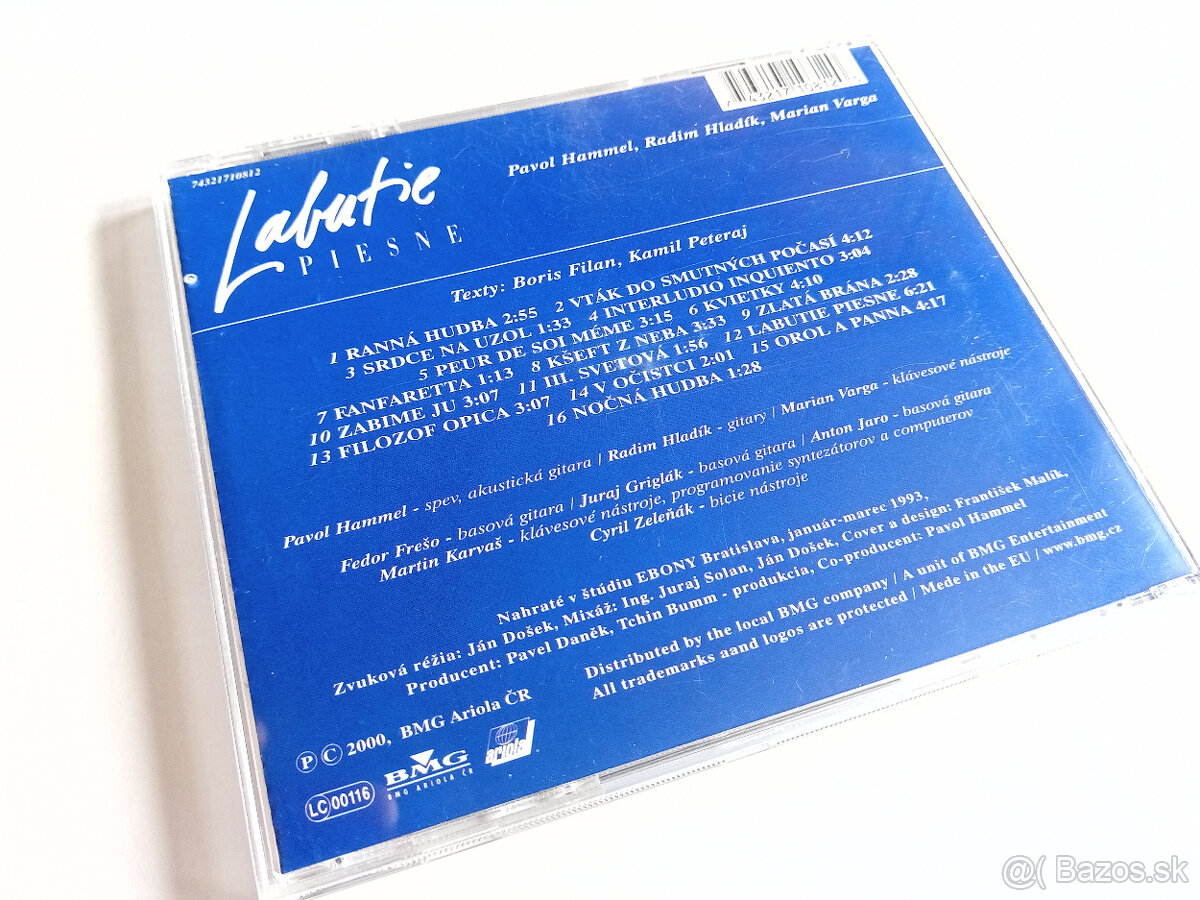 7 43217 10812
Pavol Hammel, Radim Hladík, Marian Varga
74321710812
Labutie
PIESNE
Texty: Boris Filan, Kamil Peteraj
1 RANNÁ HUDBA 2:55 2 VTÁK DO SMUTNÝCH POČASÍ 4:12
3 SRDCE NA UZOL 1:33 4 INTERLUDIO INQUIENTO 3:04
5 PEUR DE SOI MÉME 3:15 6 KVIETKY 4:10
7 FANFARETTA 1:13 8 KŠEFT Z NEBA 3:33 9 ZLATÁ BRÁNA 2:28
10 ZABIME JU 3:07 11 III. SVETOVÁ 1:56 12 LABUTIE PIESNE 6:21
13 FILOZOF OPICA 3:07 14 V OČISTCI 2:01 15 OROL A PANNA 4:17
16 NOČNÁ HUDBA 1:28
Pavol Hammel - spev, akustická gitara | Radim Hladík - gitary | Marian Varga - klávesové nástroje
Fedor Frešo - basová gitara | Juraj Griglák - basová gitara | Anton Jaro - basová gitara
Martin Karvaš - klávesové nástroje, programovanie syntezátorov a computerov
Cyril Zeleňák - bicie nástroje
Nahraté v štúdiu EBONY Bratislava, január-marec 1993,
Zvuková réžia: Ján Došek, Mixáž: Ing. Juraj Solan, Ján Došek, Cover a design: František Malík,
Producent: Pavel Daněk, Tchin Bumm - produkcia, Co-producent: Pavol Hammel
Distributed by the local BMG company / A unit of BMG Entertainment
All trademarks aand logos are protected / Mede in the EU / www.bmg.cz
Ⓟ Ⓒ 2000, BMG Ariola ČR
BMG
BMG ARIOLA ČR
ariola
LC 00116
@( Bazos.sk